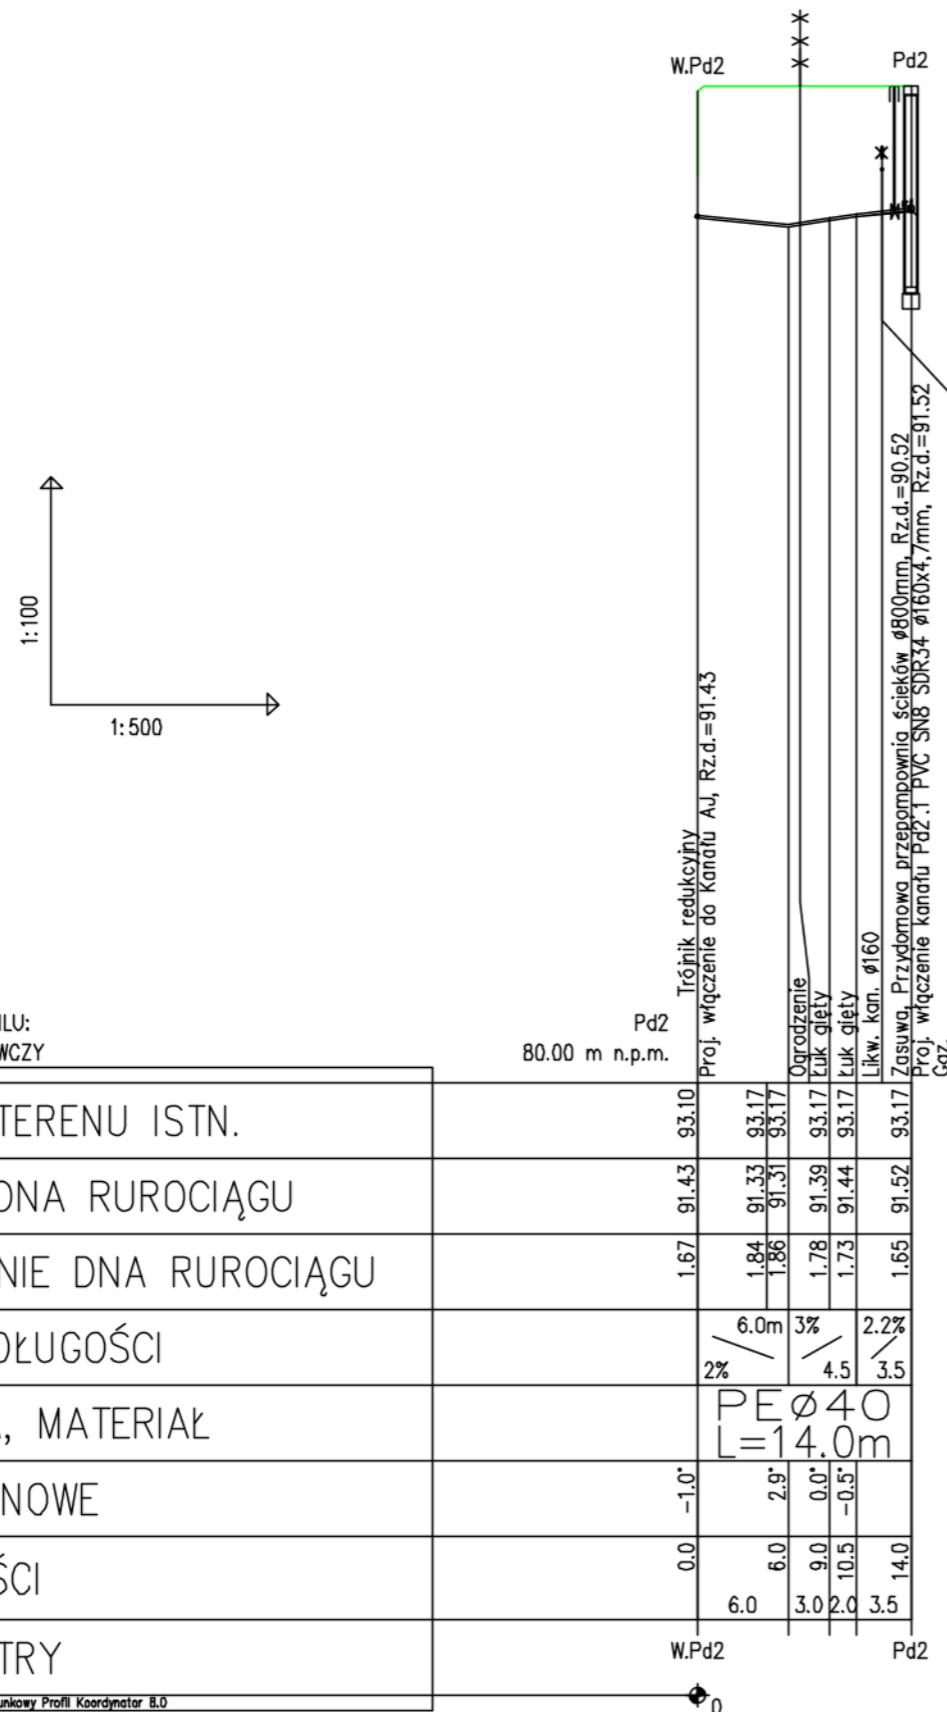 W.Pd2
Pd2
1:100
1:500
Trójnik redukcyjny
Proj. włączenie do Kanału AJ, Rz.d.=91.43
Ogrodzenie
Łuk gięty
Łuk gięty
Likw. kan. ø160
Zasuwa, Przydomowa przepompownia ścieków ø800mm, Rz.d.=90.52
Proj. włączenie kanału Pd2.1 PVC SN8 SDR34 ø160x4,7mm, Rz.d.=91.52
Gaz.
ILU:
WCZY
Pd2
80.00 m n.p.m.
TERENU ISTN.
93.10 93.17 93.17 93.17 93.17 93.17
DNA RUROCIĄGU
91.43 91.33 91.31 91.39 91.44 91.52
NIE DNA RUROCIĄGU
1.67 1.84 1.86 1.78 1.73 1.65
DŁUGOŚCI
6.0m 3% 2.2%
2% 4.5 3.5
, MATERIAŁ
PEø40
L=14.0m
NOWE
-1.0° 2.9° 0.0° -0.5°
ŚCI
0.0 6.0 9.0 10.5 14.0
6.0 3.0 2.0 3.5
TRY
W.Pd2 Pd2
unkowy Profil Koordynator 8.0
0